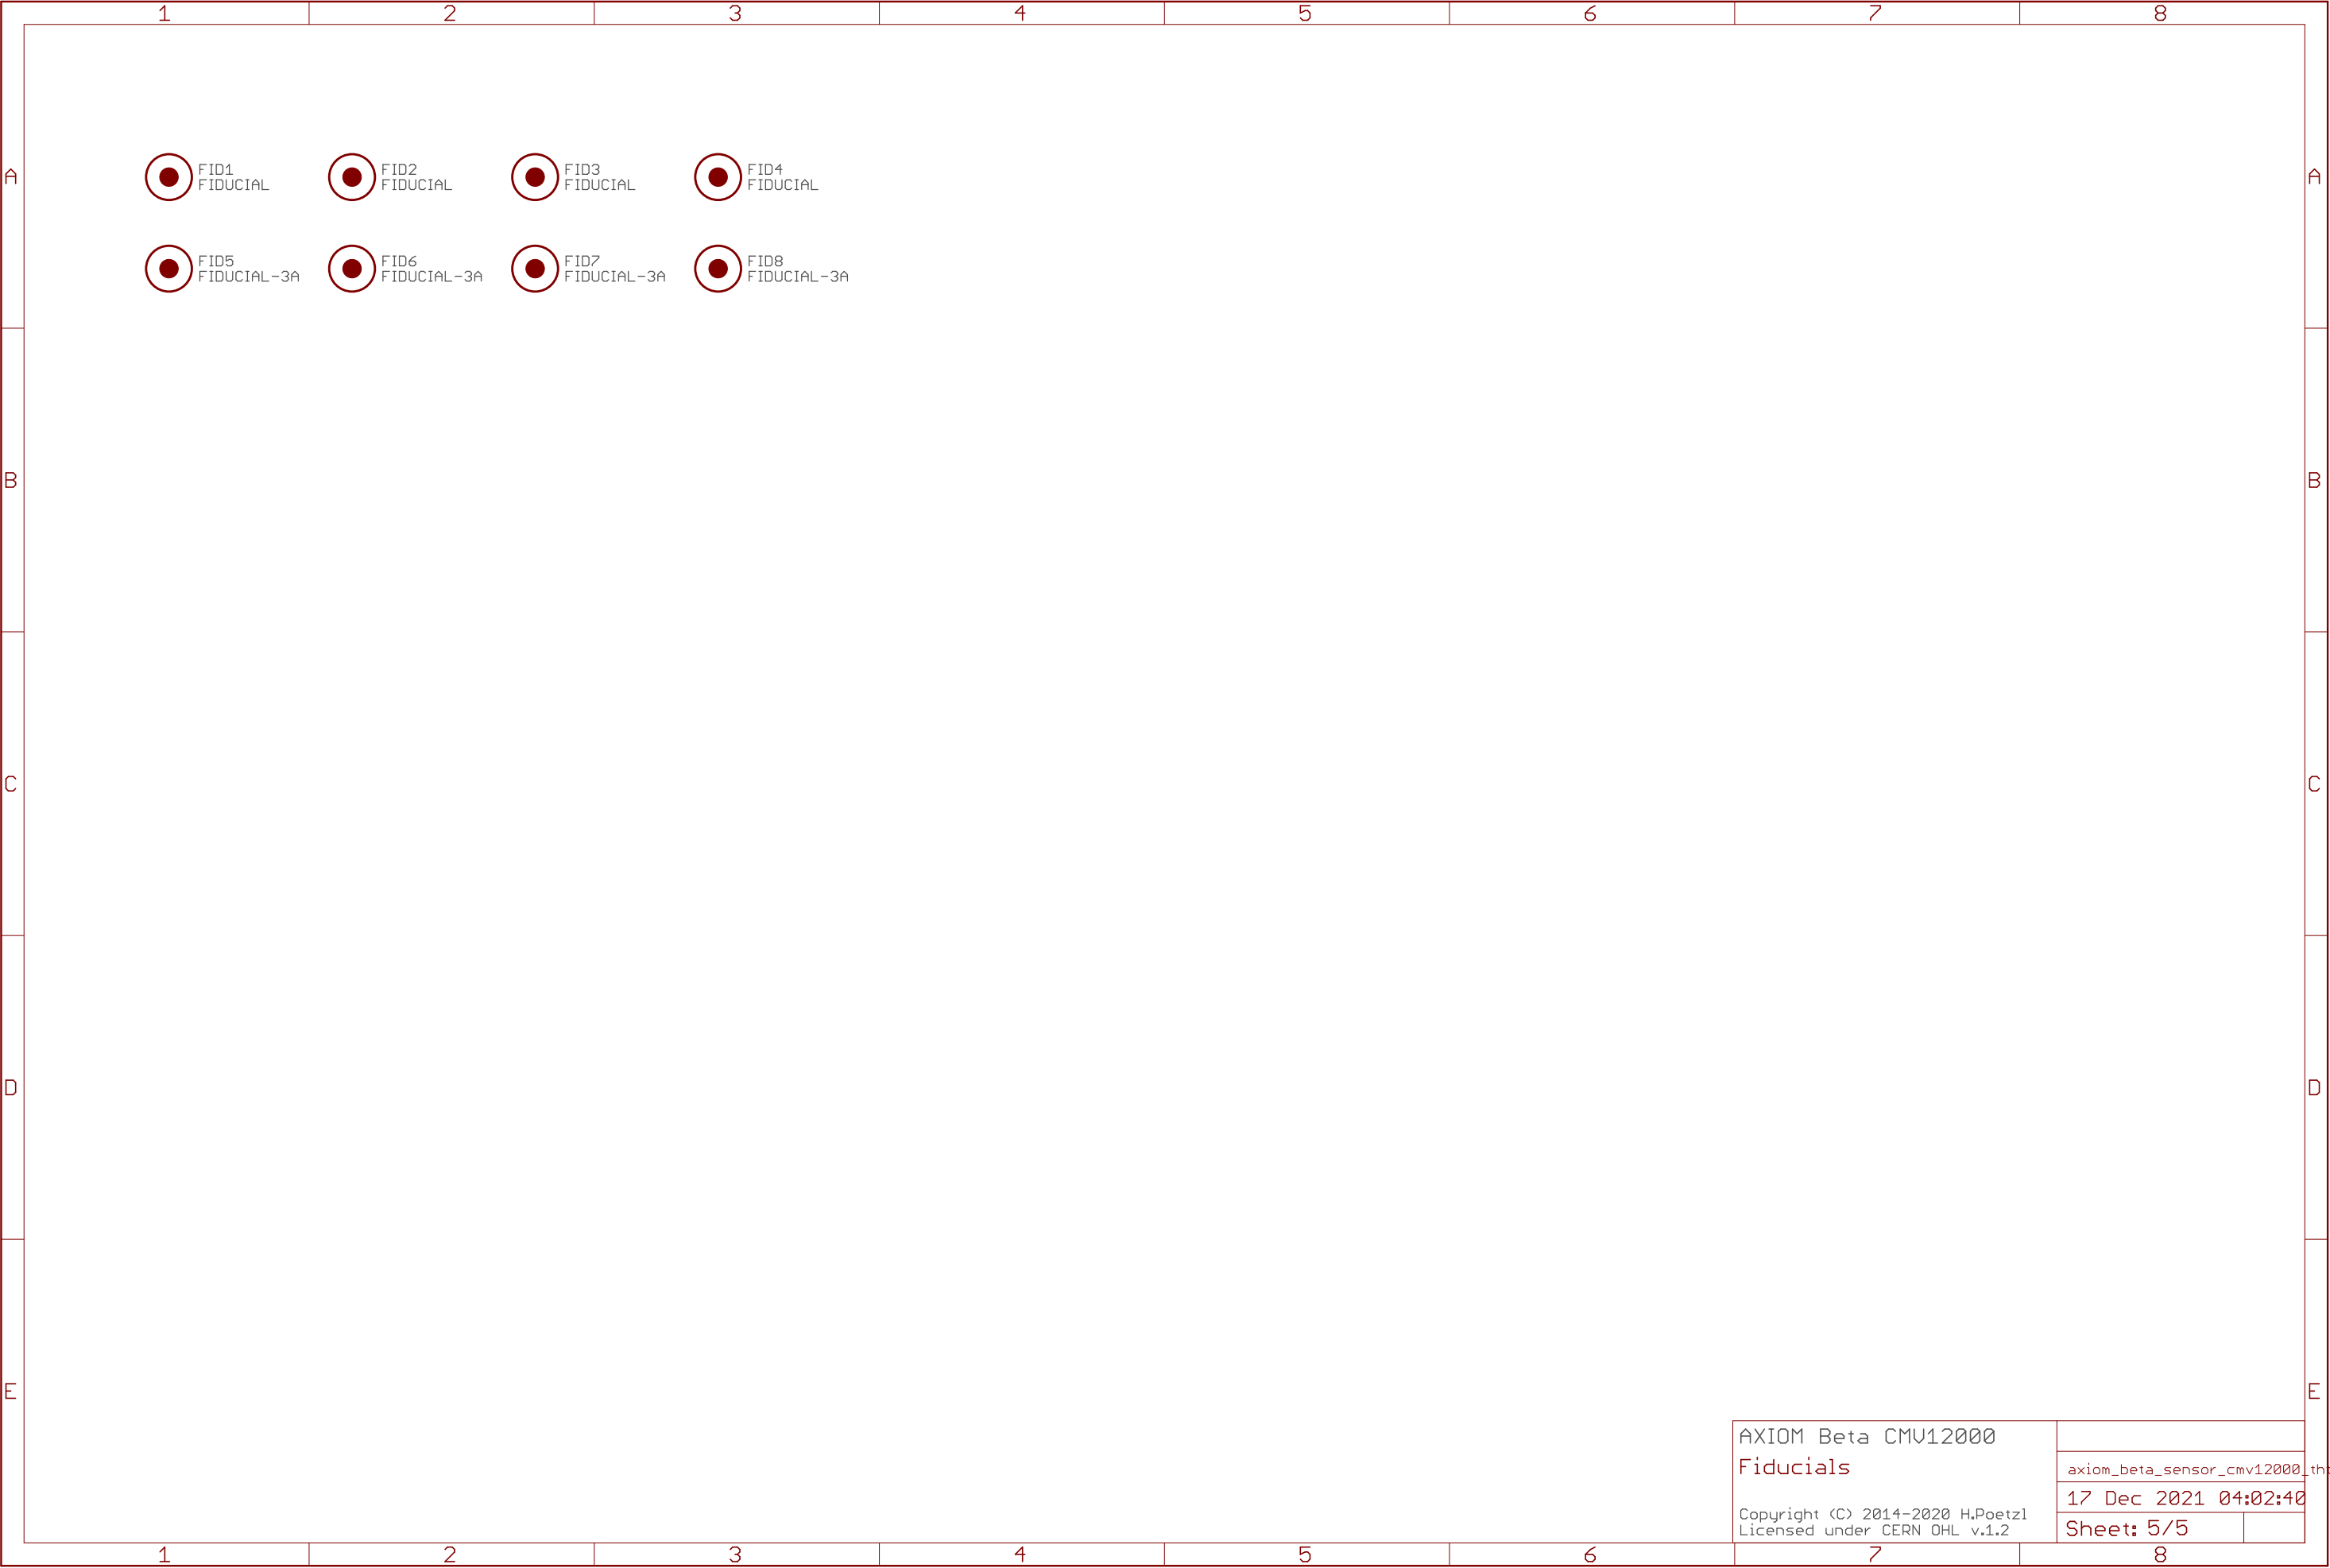 1 2 3 4 5 6 7 8
A A
FID1 FID2 FID3 FID4
FIDUCIAL FIDUCIAL FIDUCIAL FIDUCIAL
FID5 FID6 FID7 FID8
FIDUCIAL-3A FIDUCIAL-3A FIDUCIAL-3A FIDUCIAL-3A
B B
C C
D D
E E
AXIOM Beta CMV12000
Fiducials
Copyright (C) 2014-2020 H.Poetzl
Licensed under CERN OHL v.1.2
17 Dec 2021 04:02:40
Sheet: 5/5
1 2 3 4 5 6 7 8